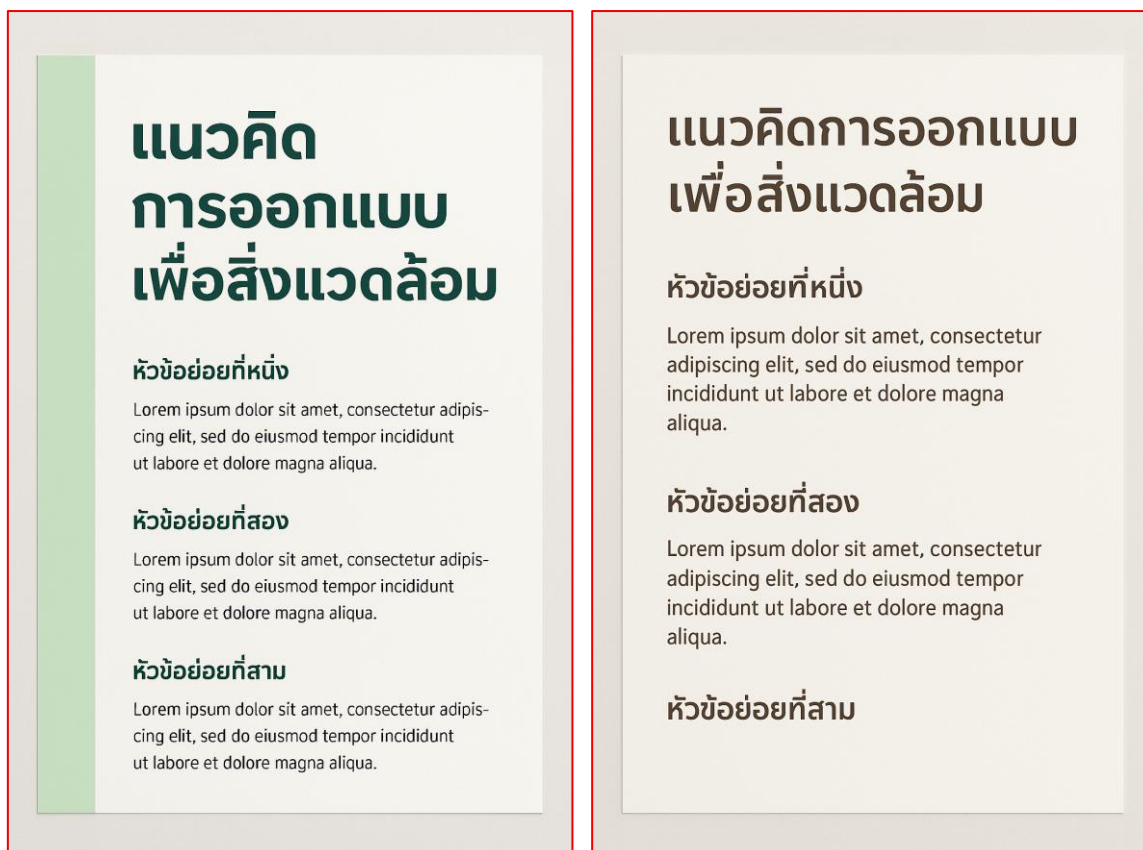 แนวคิด
การออกแบบ
เพื่อสิ่งแวดล้อม
หัวข้อย่อยที่หนึ่ง
Lorem ipsum dolor sit amet, consectetur adipis-
cing elit, sed do eiusmod tempor incididunt
ut labore et dolore magna aliqua.
หัวข้อย่อยที่สอง
Lorem ipsum dolor sit amet, consectetur adipis-
cing elit, sed do eiusmod tempor incididunt
ut labore et dolore magna aliqua.
หัวข้อย่อยที่สาม
Lorem ipsum dolor sit amet, consectetur adipis-
cing elit, sed do eiusmod tempor incididunt
ut labore et dolore magna aliqua.
แนวคิดการออกแบบ
เพื่อสิ่งแวดล้อม
หัวข้อย่อยที่หนึ่ง
Lorem ipsum dolor sit amet, consectetur
adipiscing elit, sed do eiusmod tempor
incididunt ut labore et dolore magna
aliqua.
หัวข้อย่อยที่สอง
Lorem ipsum dolor sit amet, consectetur
adipiscing elit, sed do eiusmod tempor
incididunt ut labore et dolore magna
aliqua.
หัวข้อย่อยที่สาม